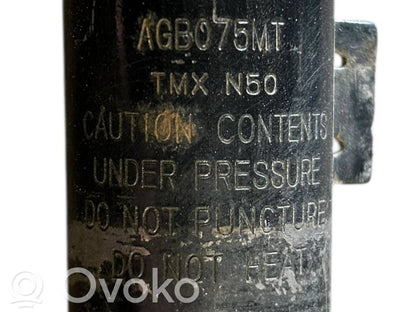 AGB075MT
TMX N50
CAUTION CONTENTS
UNDER PRESSURE
DO NOT PUNCTURE
DO NOT HEAT
Ovoko